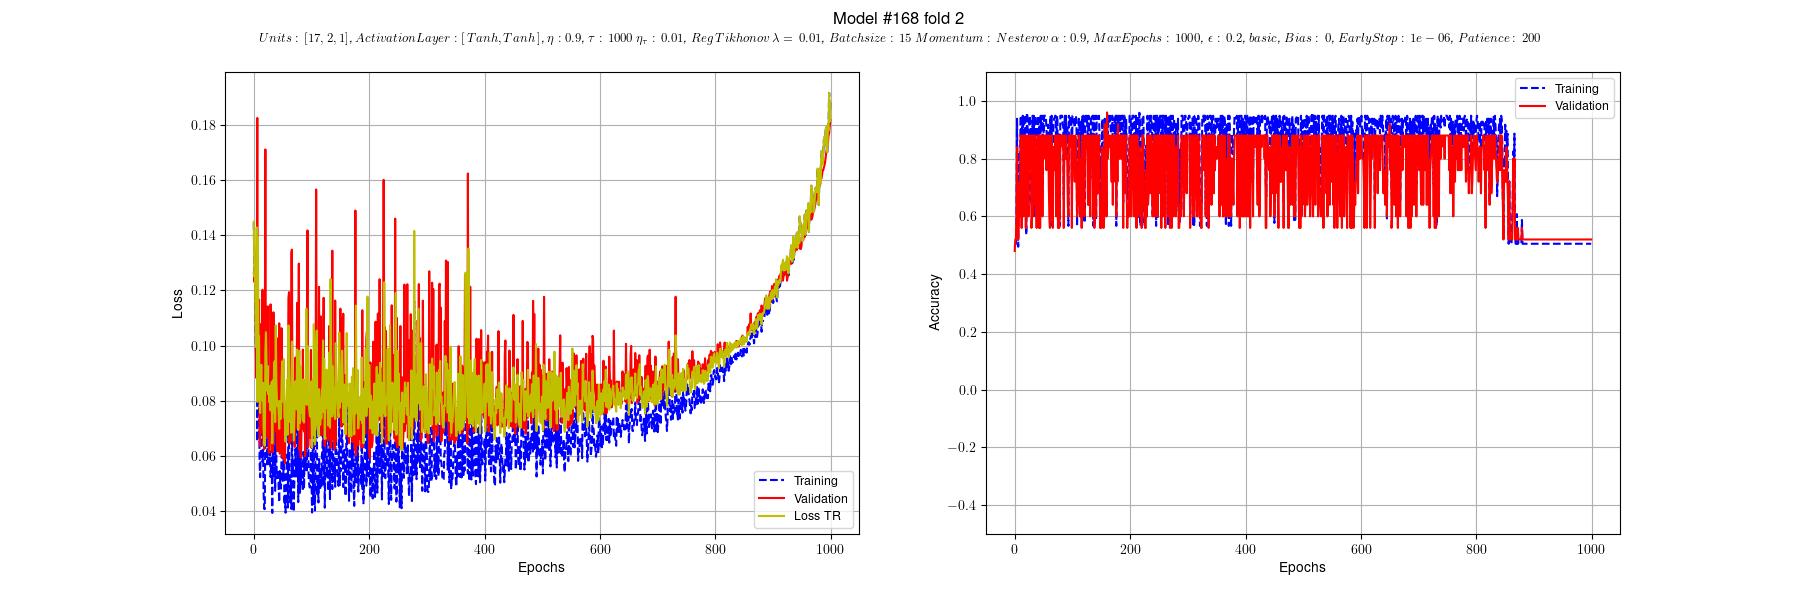 Model #168 fold 2
Units : [17, 2, 1], ActivationLayer : [Tanh, Tanh], η : 0.9, τ : 1000 η_τ : 0.01, RegTikhonov λ = 0.01, Batchsize : 15 Momentum : Nesterov α : 0.9, MaxEpochs : 1000, ϵ : 0.2, basic, Bias : 0, EarlyStop : 1e − 06, Patience : 200
0.18
0.16
0.14
0.12
0.10
0.08
0.06
0.04
Loss
0 200 400 600 800 1000
Epochs
Training
Validation
Loss TR
1.0
0.8
0.6
0.4
0.2
0.0
−0.2
−0.4
Accuracy
0 200 400 600 800 1000
Epochs
Training
Validation